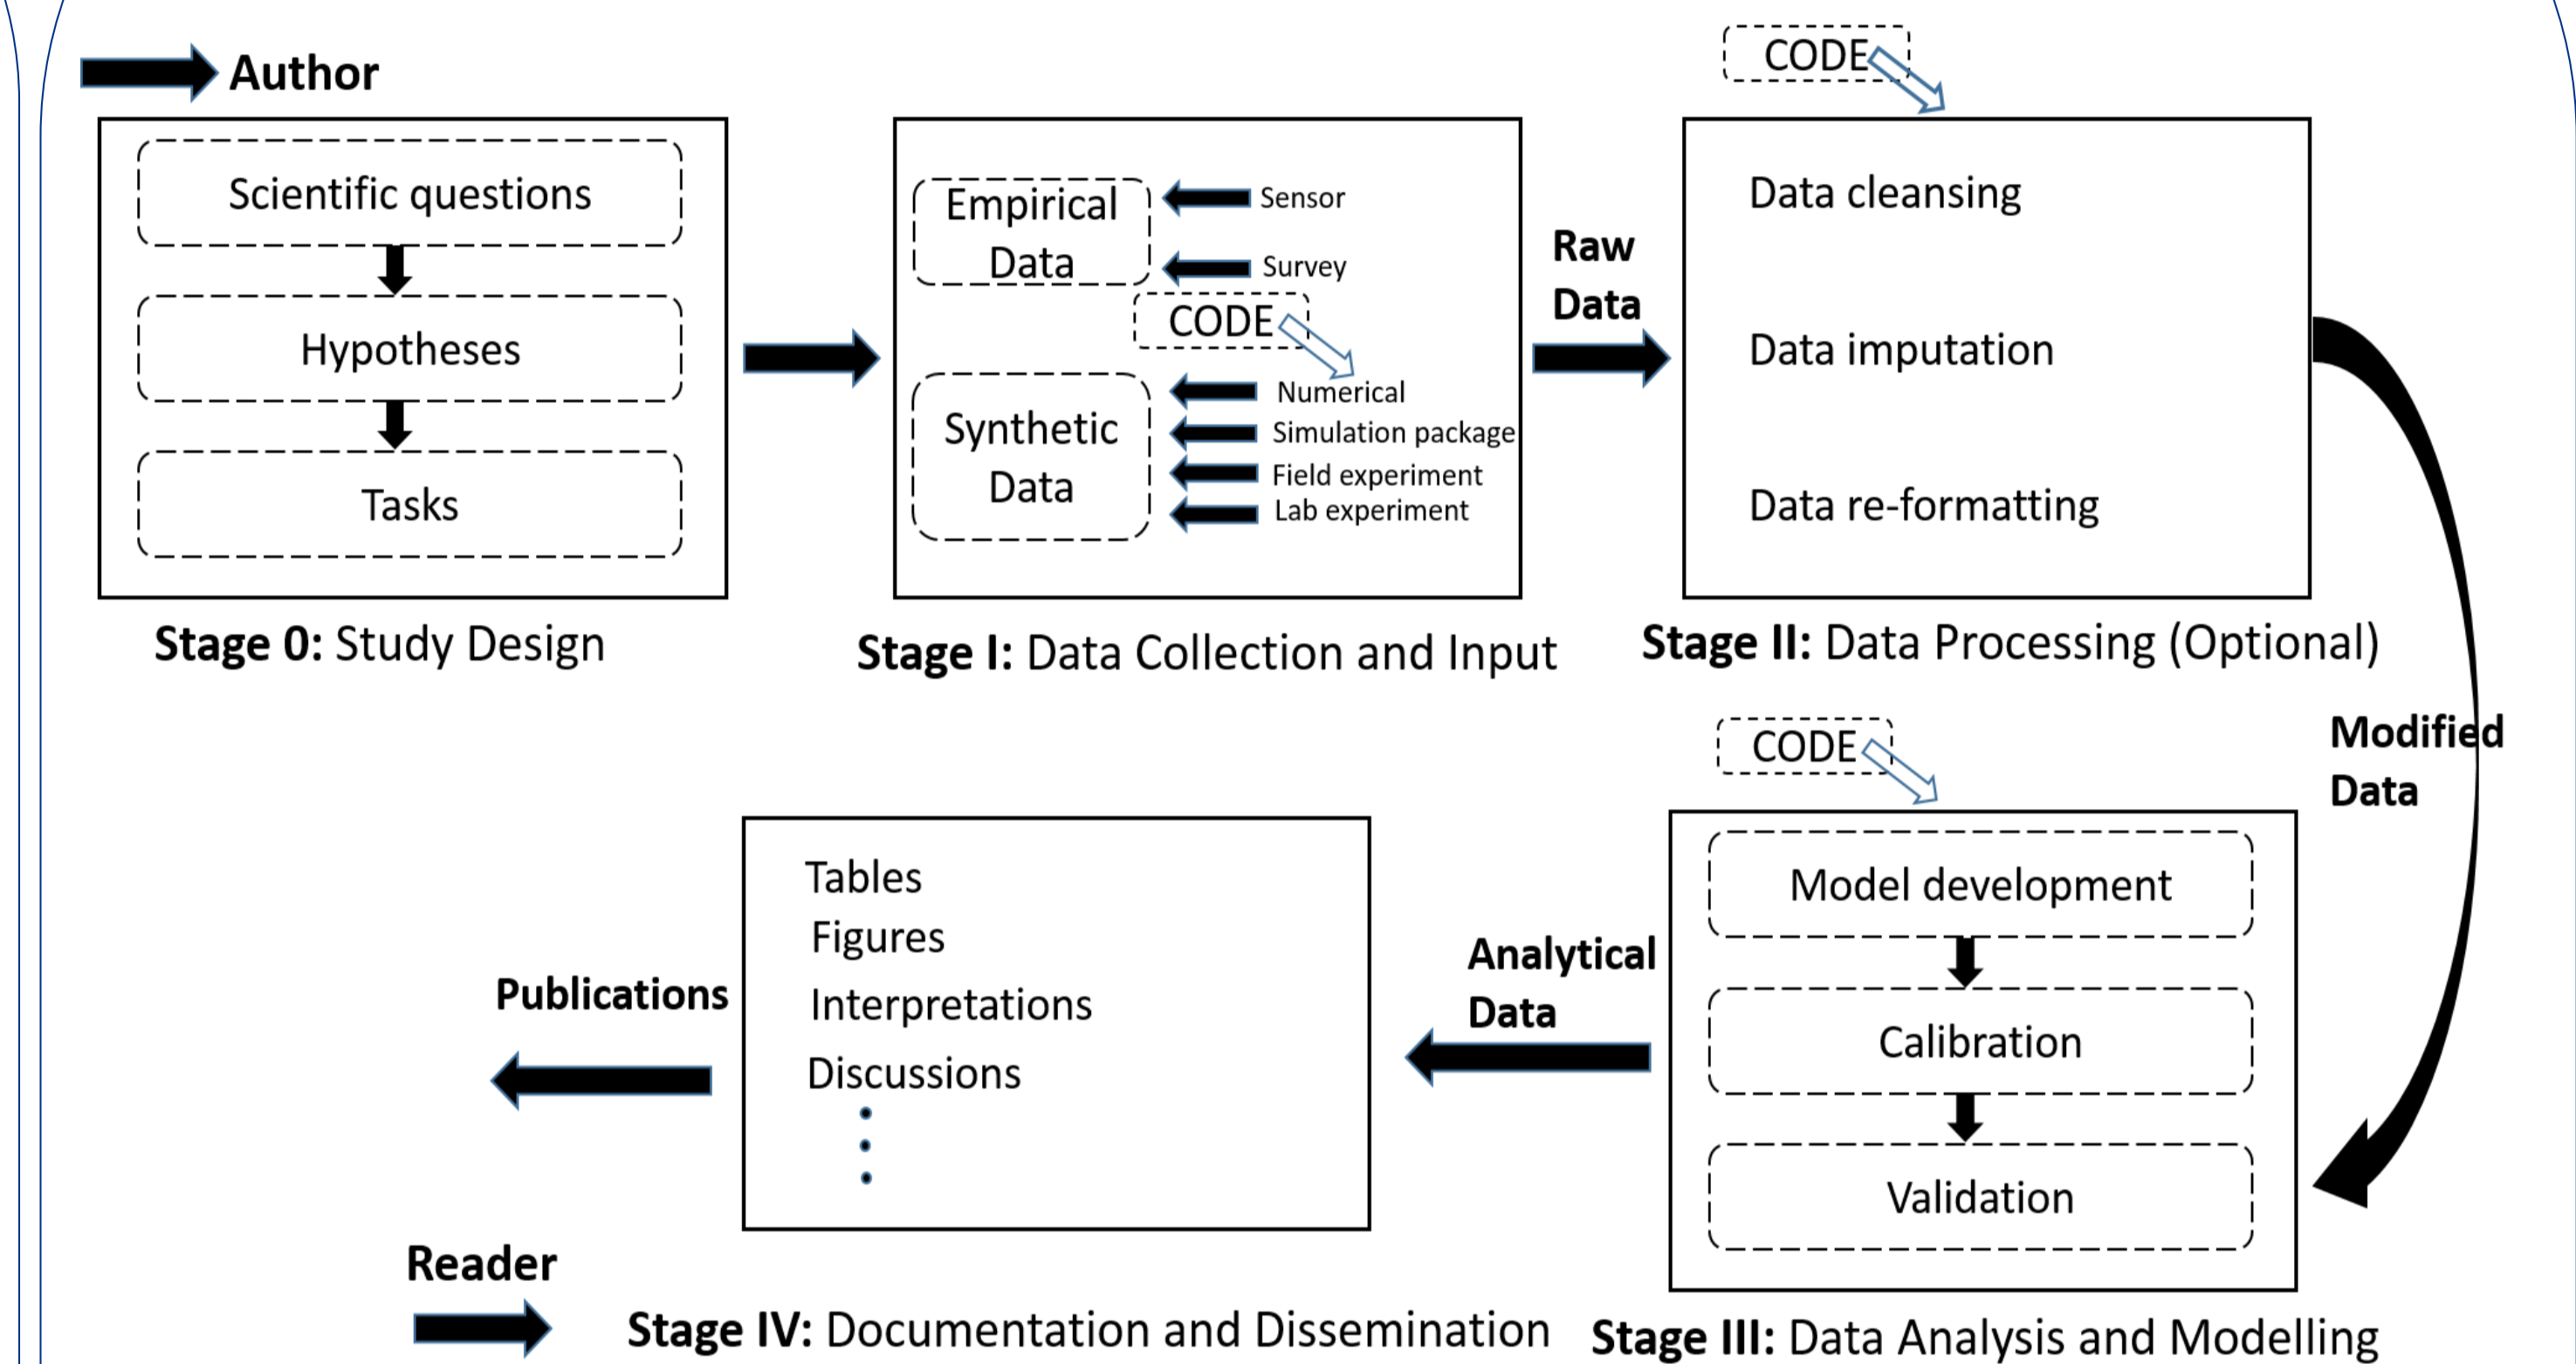 Author
Scientific questions
Hypotheses
Tasks
Stage 0: Study Design
Empirical
Data
Sensor
Survey
CODE
Synthetic
Data
Numerical
Simulation package
Field experiment
Lab experiment
Stage I: Data Collection and Input
Raw
Data
CODE
Data cleansing
Data imputation
Data re-formatting
Stage II: Data Processing (Optional)
Modified
Data
CODE
Model development
Calibration
Validation
Stage III: Data Analysis and Modelling
Analytical
Data
Tables
Figures
Interpretations
Discussions
Stage IV: Documentation and Dissemination
Publications
Reader